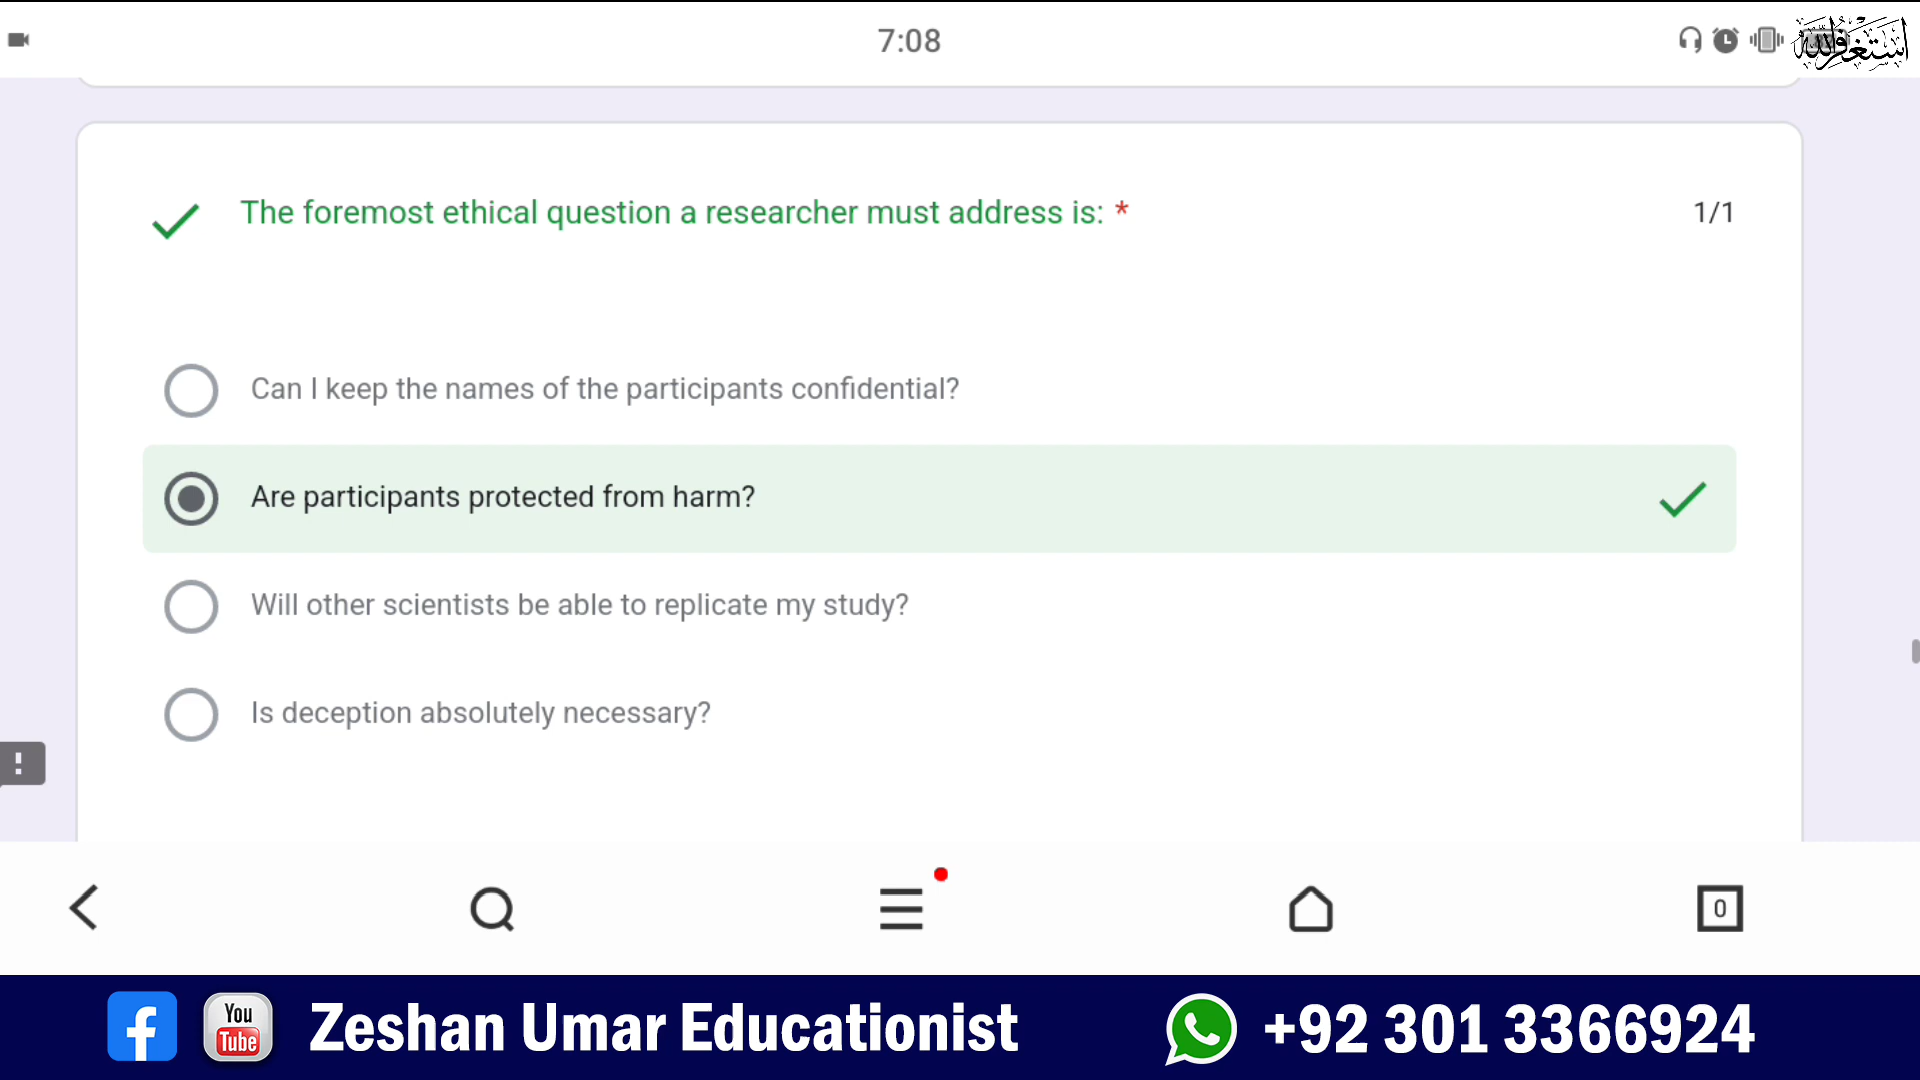 7:08
أستغفر الله
The foremost ethical question a researcher must address is: *
1/1
Can I keep the names of the participants confidential?
Are participants protected from harm?
Will other scientists be able to replicate my study?
Is deception absolutely necessary?
!
0
You
Tube
Zeshan Umar Educationist
+92 301 3366924